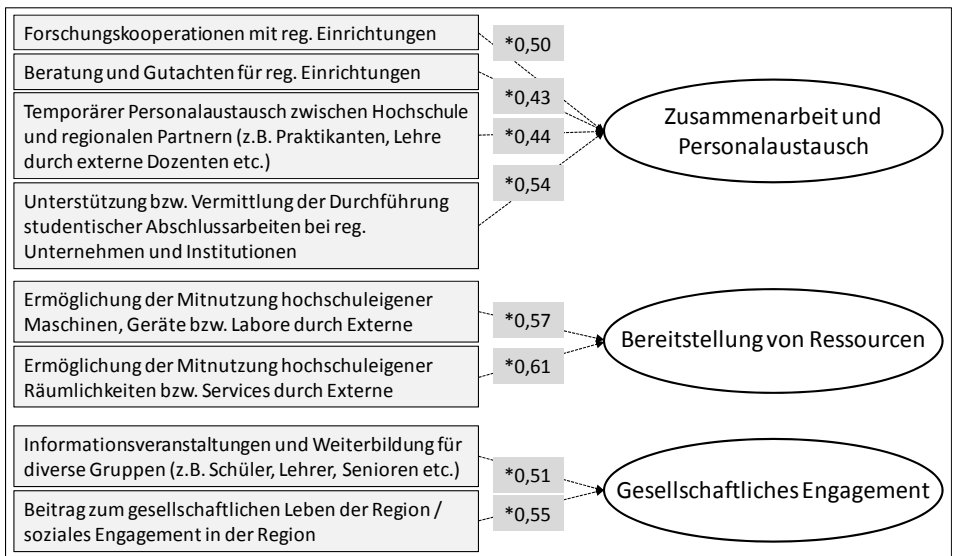 Forschungskooperationen mit reg. Einrichtungen
*0,50
Beratung und Gutachten für reg. Einrichtungen
*0,43
Temporärer Personalaustausch zwischen Hochschule
und regionalen Partnern (z.B. Praktikanten, Lehre
durch externe Dozenten etc.)
*0,44
Unterstützung bzw. Vermittlung der Durchführung
studentischer Abschlussarbeiten bei reg.
Unternehmen und Institutionen
*0,54
Zusammenarbeit und
Personalaustausch
Ermöglichung der Mitnutzung hochschuleigener
Maschinen, Geräte bzw. Labore durch Externe
*0,57
Ermöglichung der Mitnutzung hochschuleigener
Räumlichkeiten bzw. Services durch Externe
*0,61
Bereitstellung von Ressourcen
Informationsveranstaltungen und Weiterbildung für
diverse Gruppen (z.B. Schüler, Lehrer, Senioren etc.)
*0,51
Beitrag zum gesellschaftlichen Leben der Region /
soziales Engagement in der Region
*0,55
Gesellschaftliches Engagement